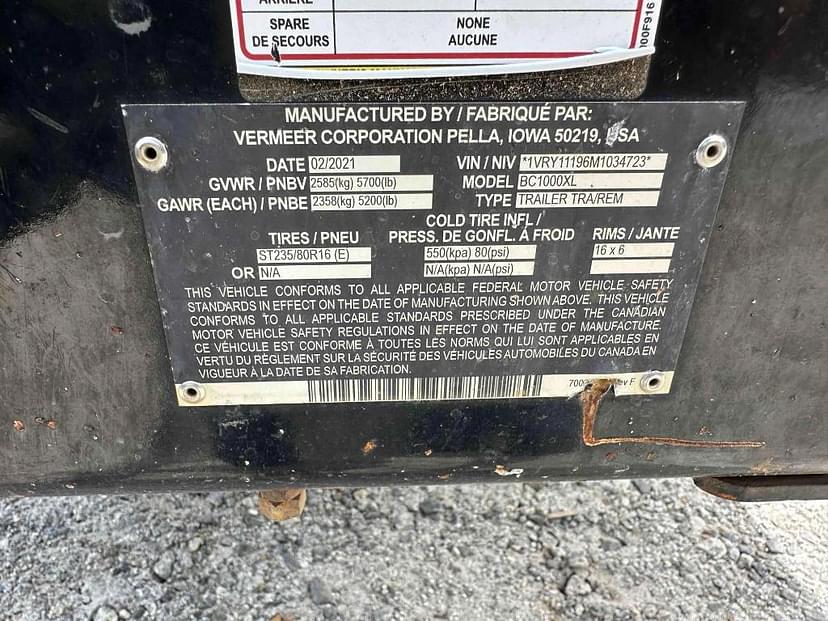 ARRIÈRE
SPARE
DE SECOURS
NONE
AUCUNE
000F916
MANUFACTURED BY / FABRIQUÉ PAR:
VERMEER CORPORATION PELLA, IOWA 50219, USA
DATE 02/2021 VIN / NIV *1VRY11196M1034723*
GVWR / PNBV 2585(kg) 5700(lb) MODEL BC1000XL
GAWR (EACH) / PNBE 2358(kg) 5200(lb) TYPE TRAILER TRA/REM
COLD TIRE INFL /
TIRES / PNEU PRESS. DE GONFL. À FROID RIMS / JANTE
ST235/80R16 (E) 550(kpa) 80(psi) 16 x 6
OR N/A N/A(kpa) N/A(psi)
THIS VEHICLE CONFORMS TO ALL APPLICABLE FEDERAL MOTOR VEHICLE SAFETY
STANDARDS IN EFFECT ON THE DATE OF MANUFACTURING SHOWN ABOVE. THIS VEHICLE
CONFORMS TO ALL APPLICABLE STANDARDS PRESCRIBED UNDER THE CANADIAN
MOTOR VEHICLE SAFETY REGULATIONS IN EFFECT ON THE DATE OF MANUFACTURE.
CE VÉHICULE EST CONFORME À TOUTES LES NORMS QUI LUI SONT APPLICABLES EN
VERTU DU RÈGLEMENT SUR LA SÉCURITÉ DES VÉHICULES AUTOMOBILES DU CANADA EN
VIGUEUR À LA DATE DE SA FABRICATION.
F